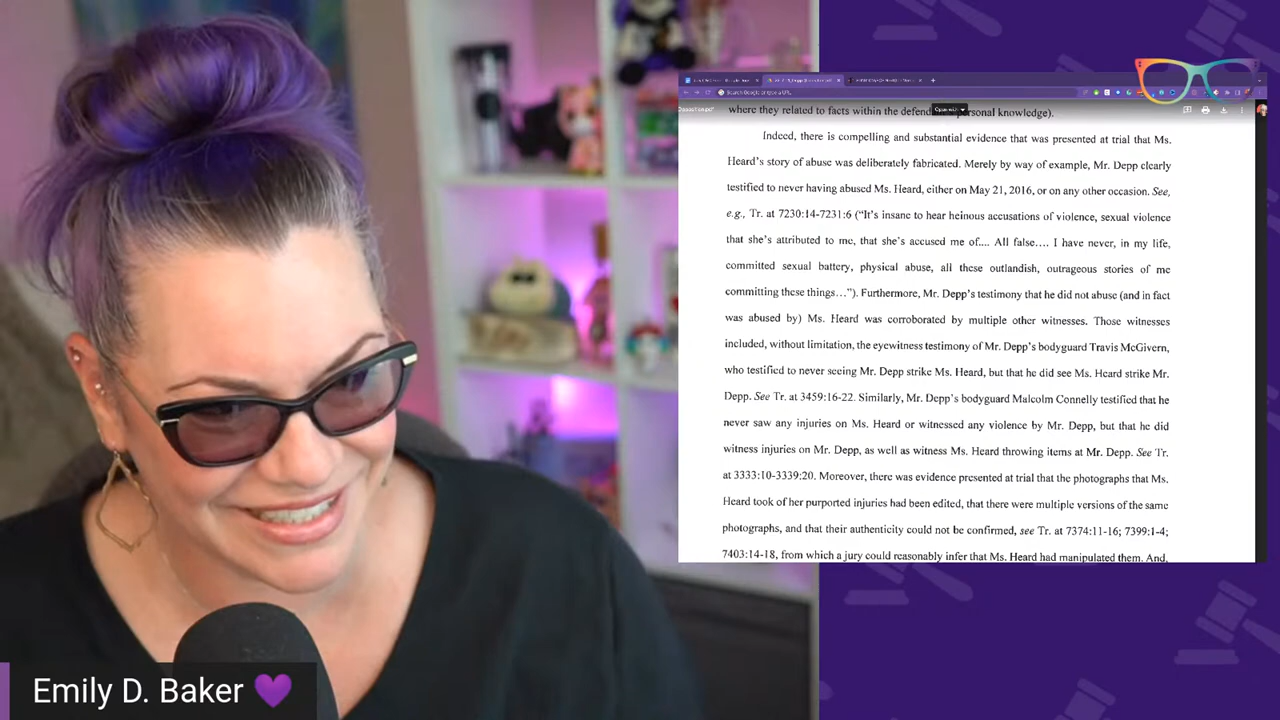 Search Google or type a URL
Opposition.pdf
Open with
where they related to facts within the defend personal knowledge).
Indeed, there is compelling and substantial evidence that was presented at trial that Ms.
Heard's story of abuse was deliberately fabricated. Merely by way of example, Mr. Depp clearly
testified to never having abused Ms. Heard, either on May 21, 2016, or on any other occasion. See,
e.g., Tr. at 7230:14-7231:6 ("It's insane to hear heinous accusations of violence, sexual violence
that she's attributed to me, that she's accused me of.... All false.... I have never, in my life,
committed sexual battery, physical abuse, all these outlandish, outrageous stories of me
committing these things..."). Furthermore, Mr. Depp's testimony that he did not abuse (and in fact
was abused by) Ms. Heard was corroborated by multiple other witnesses. Those witnesses
included, without limitation, the eyewitness testimony of Mr. Depp's bodyguard Travis McGivern,
who testified to never seeing Mr. Depp strike Ms. Heard, but that he did see Ms. Heard strike Mr.
Depp. See Tr. at 3459:16-22. Similarly, Mr. Depp's bodyguard Malcolm Connelly testified that he
never saw any injuries on Ms. Heard or witnessed any violence by Mr. Depp, but that he did
witness injuries on Mr. Depp, as well as witness Ms. Heard throwing items at Mr. Depp. See Tr.
at 3333:10-3339:20. Moreover, there was evidence presented at trial that the photographs that Ms.
Heard took of her purported injuries had been edited, that there were multiple versions of the same
photographs, and that their authenticity could not be confirmed, see Tr. at 7374:11-16; 7399:1-4;
7403:14-18, from which a jury could reasonably infer that Ms. Heard had manipulated them. And,
Emily D. Baker 💜